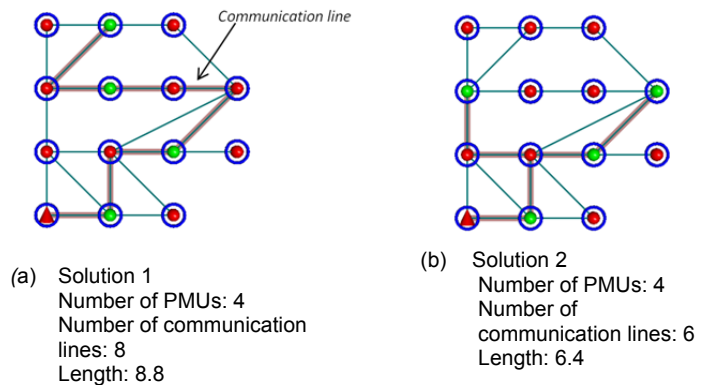 Communication line
(a) Solution 1
Number of PMUs: 4
Number of communication
lines: 8
Length: 8.8
(b) Solution 2
Number of PMUs: 4
Number of
communication lines: 6
Length: 6.4